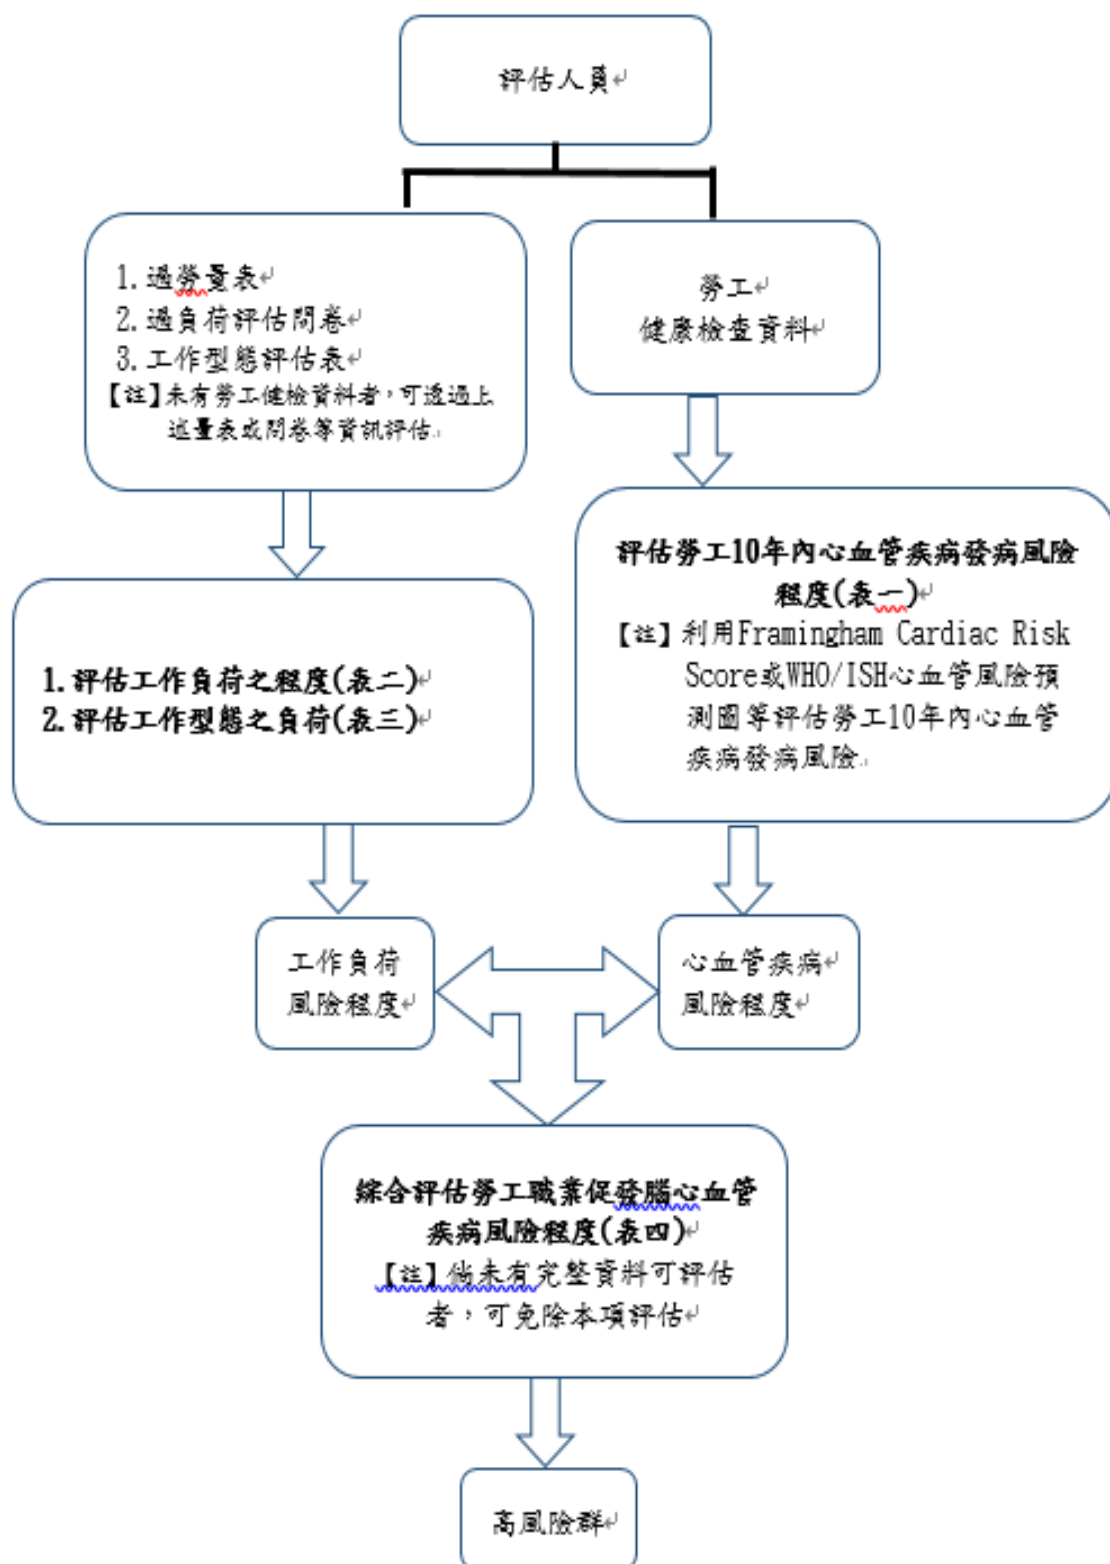 評估人員
1.過勞量表
2.過負荷評估問卷
3.工作型態評估表
【註】未有勞工健檢資料者，可透過上
述量表或問卷等資訊評估.
勞工
健康檢查資料
評估勞工10年內心血管疾病發病風險
程度(表一)
【註】利用Framingham Cardiac Risk
Score或WHO/ISH心血管風險預
測圖等評估勞工10年內心血管
疾病發病風險.
1.評估工作負荷之程度(表二)
2.評估工作型態之負荷(表三)
工作負荷
風險程度
心血管疾病
風險程度
綜合評估勞工職業促發腦心血管
疾病風險程度(表四)
【註】倘未有完整資料可評估
者，可免除本項評估
高風險群